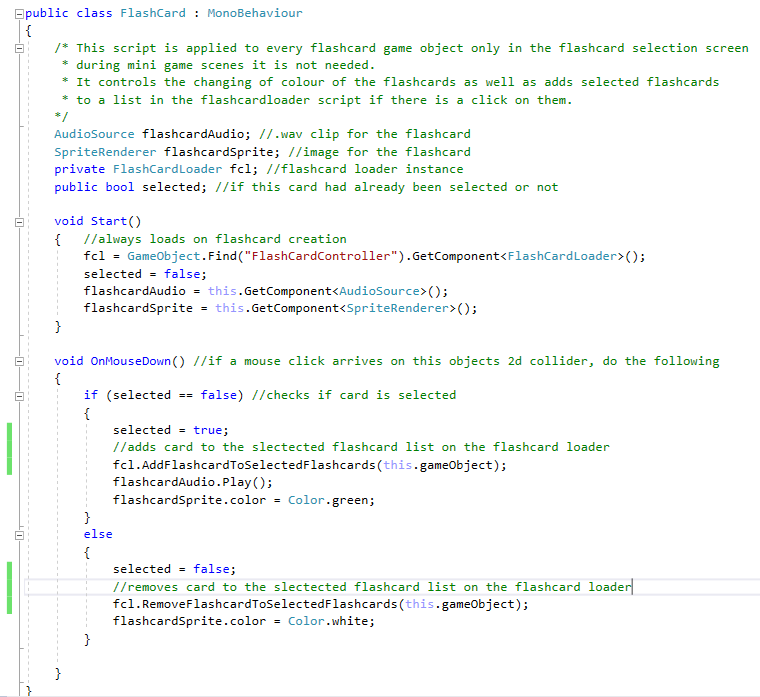 public class FlashCard : MonoBehaviour
{
/* This script is applied to every flashcard game object only in the flashcard selection screen
* during mini game scenes it is not needed.
* It controls the changing of colour of the flashcards as well as adds selected flashcards
* to a list in the flashcardloader script if there is a click on them.
*/
AudioSource flashcardAudio; //.wav clip for the flashcard
SpriteRenderer flashcardSprite; //image for the flashcard
private FlashCardLoader fcl; //flashcard loader instance
public bool selected; //if this card had already been selected or not
void Start()
{ //always loads on flashcard creation
fcl = GameObject.Find("FlashCardController").GetComponent<FlashCardLoader>();
selected = false;
flashcardAudio = this.GetComponent<AudioSource>();
flashcardSprite = this.GetComponent<SpriteRenderer>();
}
void OnMouseDown() //if a mouse click arrives on this objects 2d collider, do the following
{
if (selected == false) //checks if card is selected
{
selected = true;
//adds card to the slectected flashcard list on the flashcard loader
fcl.AddFlashcardToSelectedFlashcards(this.gameObject);
flashcardAudio.Play();
flashcardSprite.color = Color.green;
}
else
{
selected = false;
//removes card to the slectected flashcard list on the flashcard loader
fcl.RemoveFlashcardToSelectedFlashcards(this.gameObject);
flashcardSprite.color = Color.white;
}
}
}